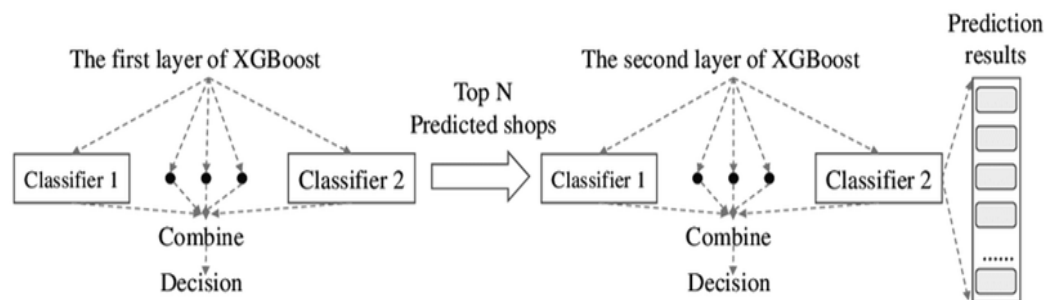 The first layer of XGBoost
Classifier 1
Classifier 2
Combine
Decision
Top N
Predicted shops
The second layer of XGBoost
Classifier 1
Classifier 2
Combine
Decision
Prediction
results
......